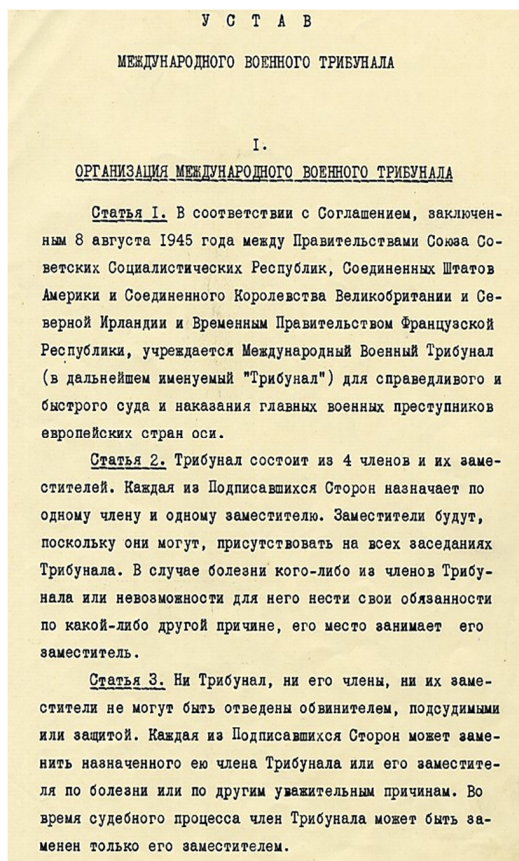 У С Т А В
МЕЖДУНАРОДНОГО ВОЕННОГО ТРИБУНАЛА
I.
ОРГАНИЗАЦИЯ МЕЖДУНАРОДНОГО ВОЕННОГО ТРИБУНАЛА
Статья I. В соответствии с Соглашением, заключен-
ным 8 августа 1945 года между Правительствами Союза Со-
ветских Социалистических Республик, Соединенных Штатов
Америки и Соединенного Королевства Великобритании и Се-
верной Ирландии и Временным Правительством Французской
Республики, учреждается Международный Военный Трибунал
(в дальнейшем именуемый "Трибунал") для справедливого и
быстрого суда и наказания главных военных преступников
европейских стран оси.
Статья 2. Трибунал состоит из 4 членов и их заме-
стителей. Каждая из Подписавшихся Сторон назначает по
одному члену и одному заместителю. Заместители будут,
поскольку они могут, присутствовать на всех заседаниях
Трибунала. В случае болезни кого-либо из членов Трибу-
нала или невозможности для него нести свои обязанности
по какой-либо другой причине, его место занимает его
заместитель.
Статья 3. Ни Трибунал, ни его члены, ни их заме-
стители не могут быть отведены обвинителем, подсудимыми
или защитой. Каждая из Подписавшихся Сторон может заме-
нить назначенного ею члена Трибунала или его заместите-
ля по болезни или по другим уважительным причинам. Во
время судебного процесса член Трибунала может быть за-
менен только его заместителем.